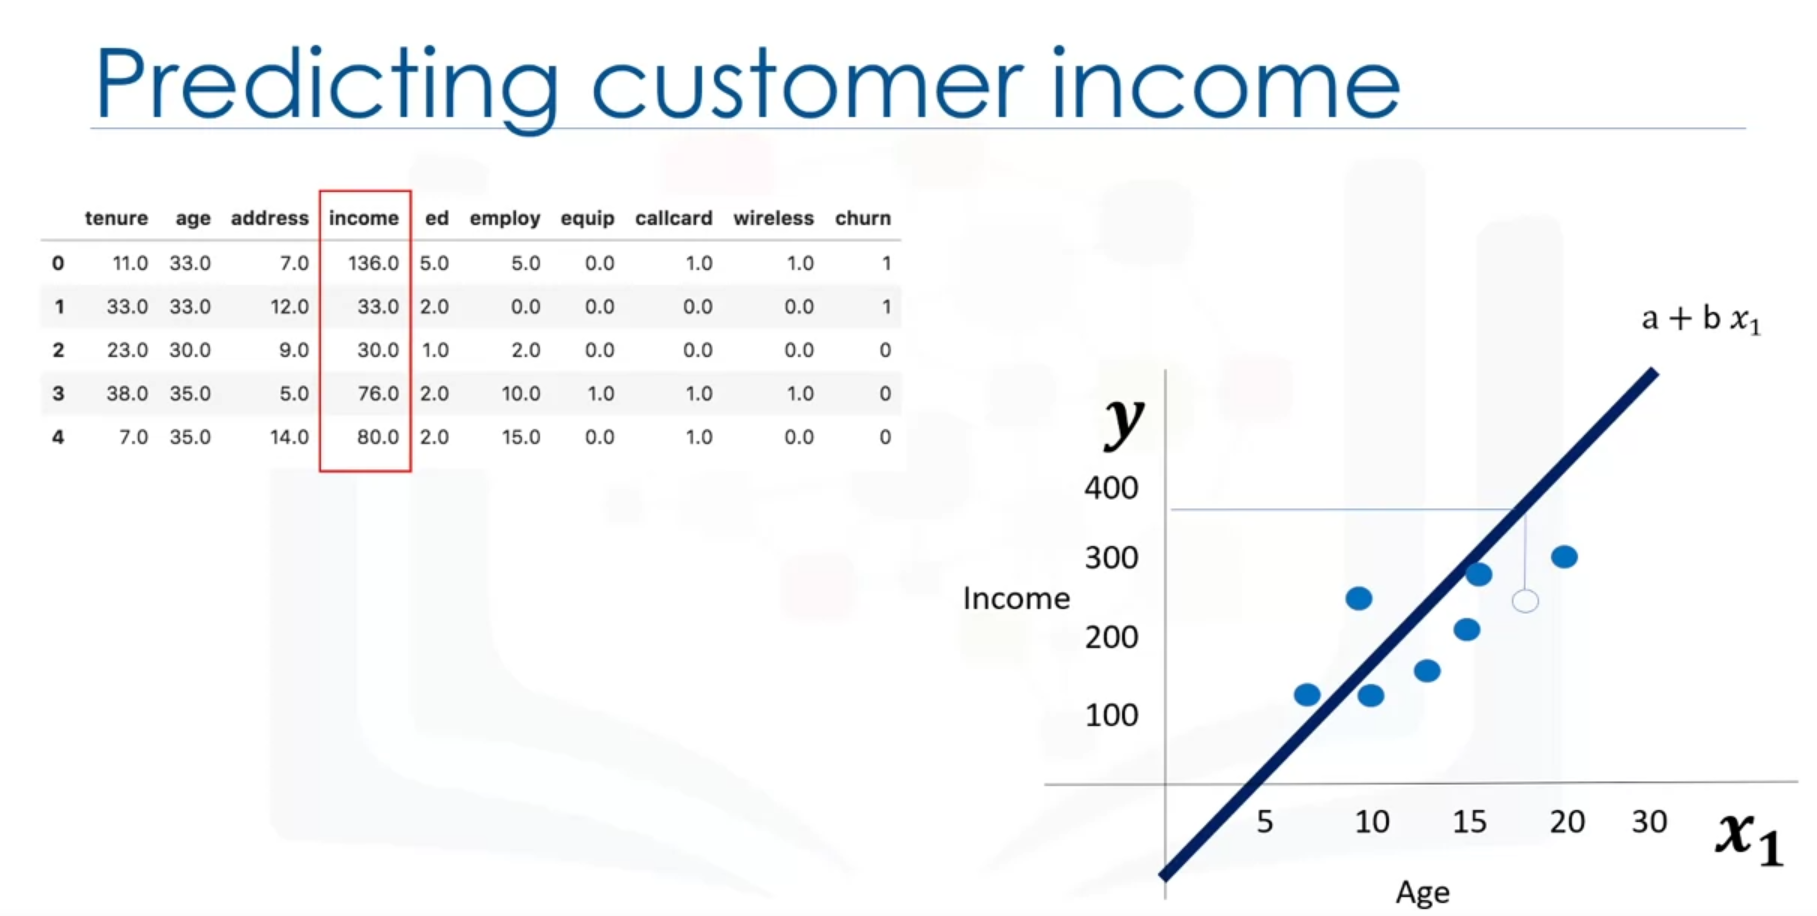 Predicting customer income
tenure age address income ed employ equip callcard wireless churn
0 11.0 33.0 7.0 136.0 5.0 5.0 0.0 1.0 1.0 1
1 33.0 33.0 12.0 33.0 2.0 0.0 0.0 0.0 0.0 1
2 23.0 30.0 9.0 30.0 1.0 2.0 0.0 0.0 0.0 0
3 38.0 35.0 5.0 76.0 2.0 10.0 1.0 1.0 1.0 0
4 7.0 35.0 14.0 80.0 2.0 15.0 0.0 1.0 0.0 0
a + b x₁
y
400
300
Income
200
100
5 10 15 20 30 x₁
Age